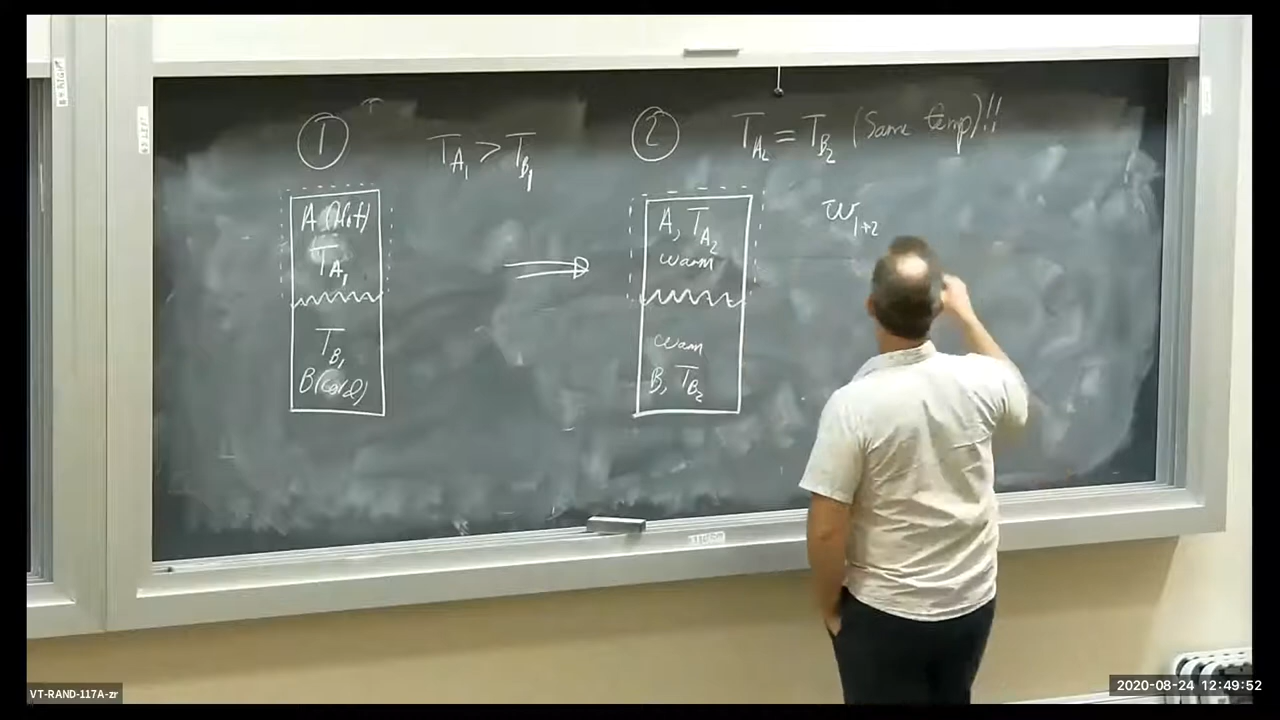 ①
T_A₁ > T_B₁
A (Hot)
T_A₁
T_B₁
B (cold)
②
T_A₂ = T_B₂ (Same temp)!!
A, T_A₂
warm
warm
B, T_B₂
W₁→₂
VT-RAND-117A-zr
2020-08-24 12:49:52